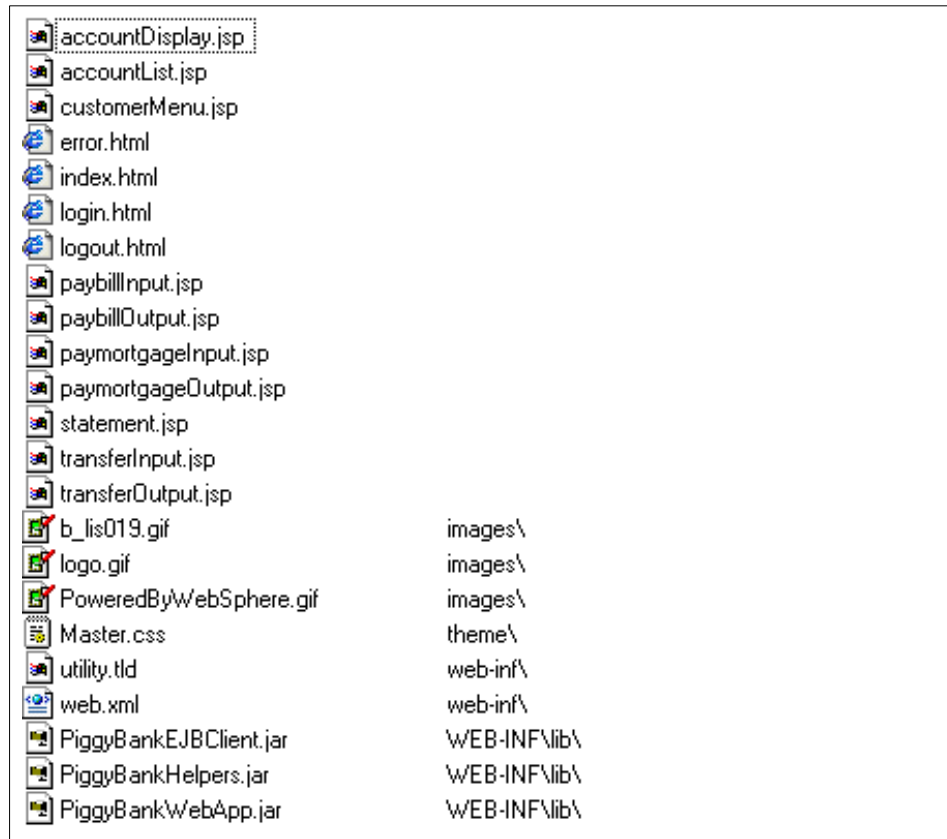 accountDisplay.jsp
accountList.jsp
customerMenu.jsp
error.html
index.html
login.html
logout.html
paybillInput.jsp
paybillOutput.jsp
paymortgageInput.jsp
paymortgageOutput.jsp
statement.jsp
transferInput.jsp
transferOutput.jsp
b_lis019.gif images\
logo.gif images\
PoweredByWebSphere.gif images\
Master.css theme\
utility.tld web-inf\
web.xml web-inf\
PiggyBankEJBClient.jar WEB-INF\lib\
PiggyBankHelpers.jar WEB-INF\lib\
PiggyBankWebApp.jar WEB-INF\lib\